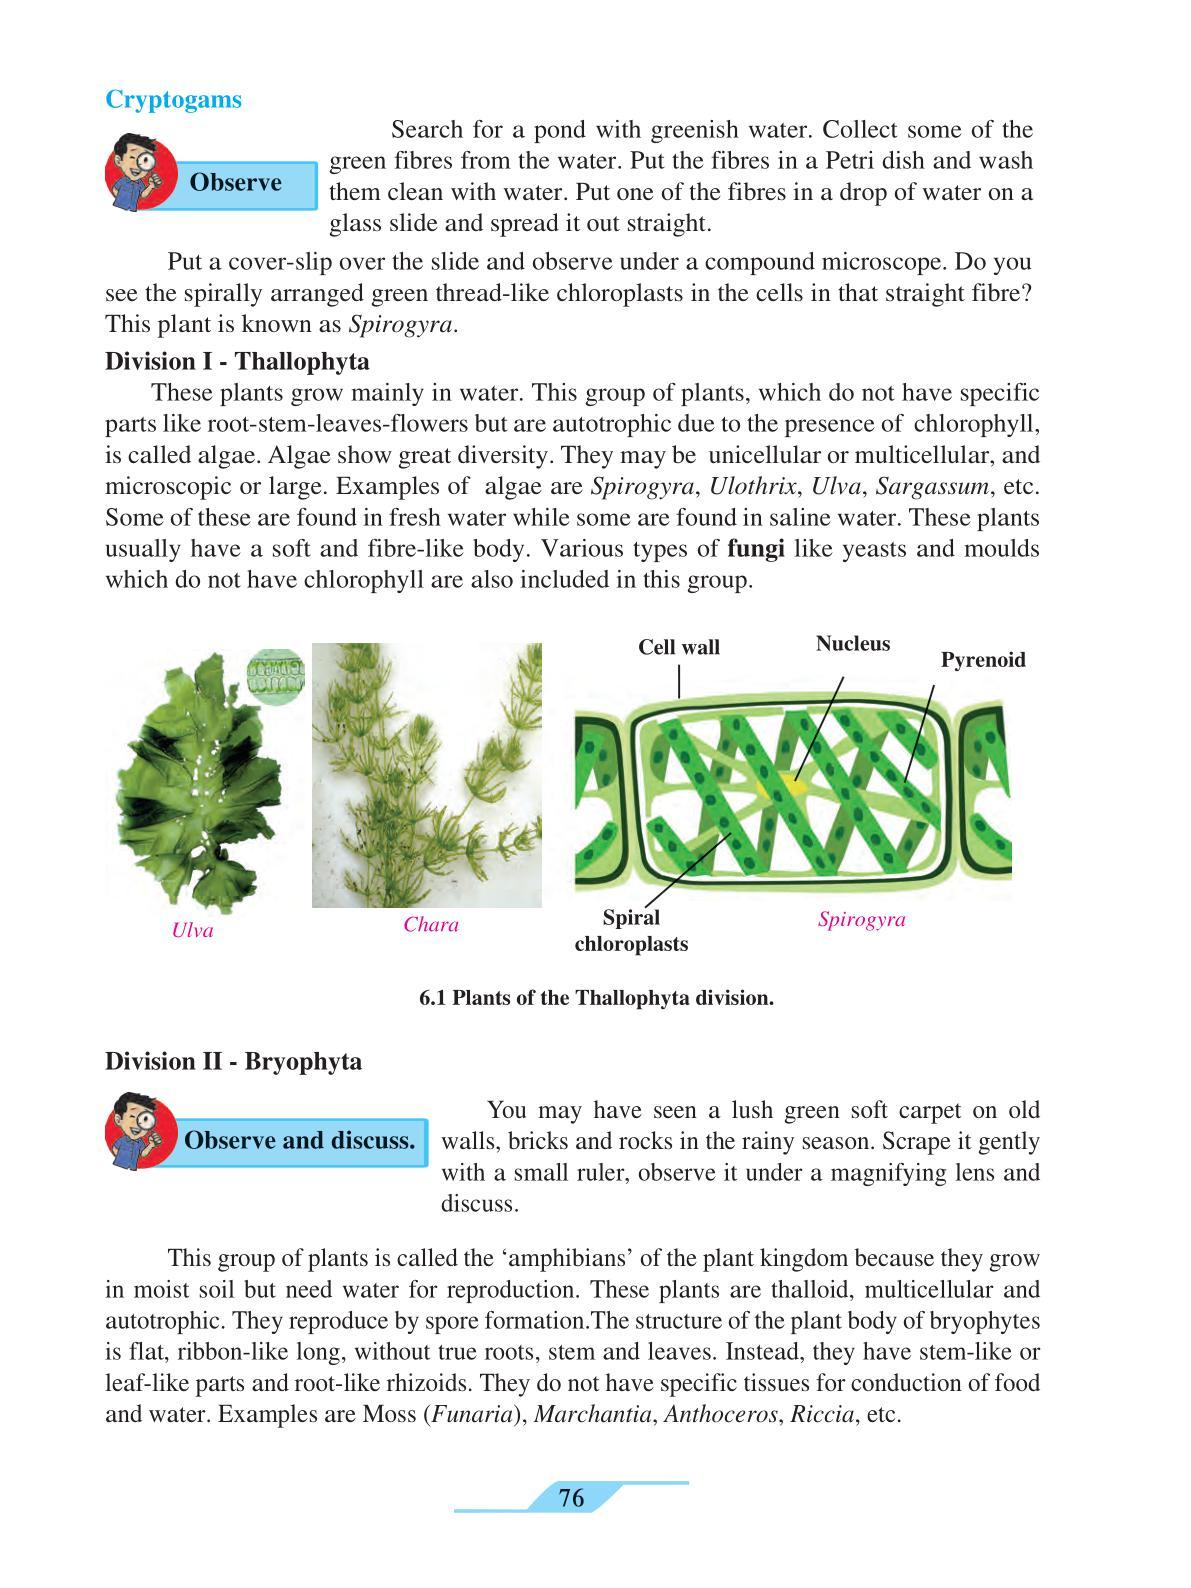 Cryptogams
Search for a pond with greenish water. Collect some of the
green fibres from the water. Put the fibres in a Petri dish and wash
Observe
them clean with water. Put one of the fibres in a drop of water on a
glass slide and spread it out straight.
Put a cover-slip over the slide and observe under a compound microscope. Do you
see the spirally arranged green thread-like chloroplasts in the cells in that straight fibre?
This plant is known as Spirogyra.
Division I - Thallophyta
These plants grow mainly in water. This group of plants, which do not have specific
parts like root-stem-leaves-flowers but are autotrophic due to the presence of chlorophyll,
is called algae. Algae show great diversity. They may be unicellular or multicellular, and
microscopic or large. Examples of algae are Spirogyra, Ulothrix, Ulva, Sargassum, etc.
Some of these are found in fresh water while some are found in saline water. These plants
usually have a soft and fibre-like body. Various types of fungi like yeasts and moulds
which do not have chlorophyll are also included in this group.
Cell wall
Nucleus
Pyrenoid
Ulva
Chara
Spiral
chloroplasts
Spirogyra
6.1 Plants of the Thallophyta division.
Division II - Bryophyta
You may have seen a lush green soft carpet on old
Observe and discuss.
walls, bricks and rocks in the rainy season. Scrape it gently
with a small ruler, observe it under a magnifying lens and
discuss.
This group of plants is called the ‘amphibians’ of the plant kingdom because they grow
in moist soil but need water for reproduction. These plants are thalloid, multicellular and
autotrophic. They reproduce by spore formation.The structure of the plant body of bryophytes
is flat, ribbon-like long, without true roots, stem and leaves. Instead, they have stem-like or
leaf-like parts and root-like rhizoids. They do not have specific tissues for conduction of food
and water. Examples are Moss (Funaria), Marchantia, Anthoceros, Riccia, etc.
76